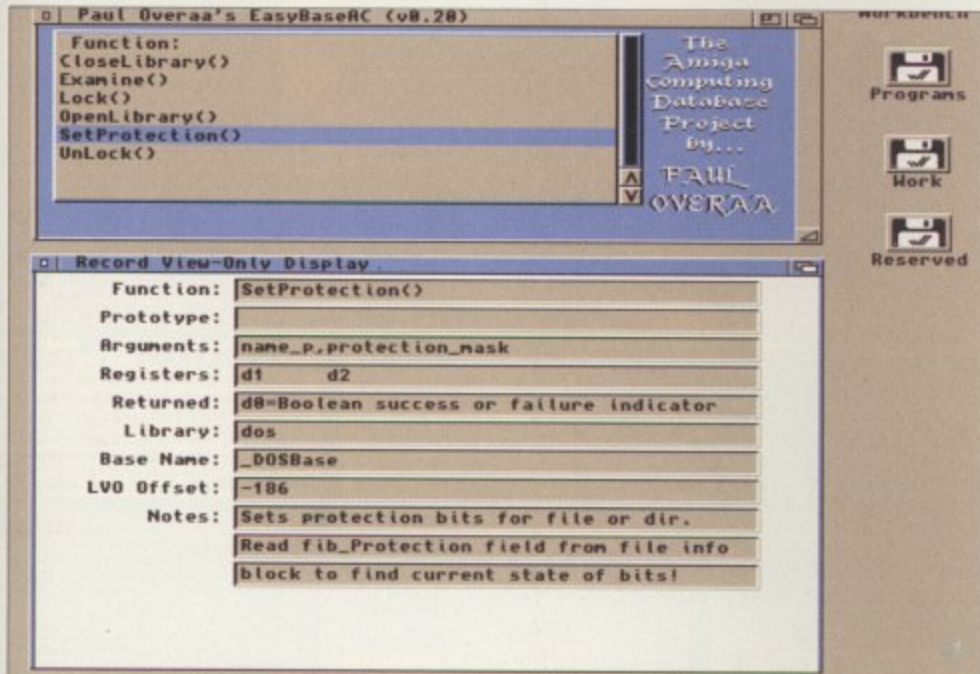 Paul Overaa's EasyBaseAC (v0.20)
Function:
CloseLibrary()
Examine()
Lock()
OpenLibrary()
SetProtection()
UnLock()
The
Amiga
Computing
Database
Project
by...
PAUL
OVERAA
Workbench
Programs
Work
Reserved
Record View-Only Display
Function: SetProtection()
Prototype:
Arguments: name_p,protection_mask
Registers: d1 d2
Returned: d0=Boolean success or failure indicator
Library: dos
Base Name: _DOSBase
LVO Offset: -186
Notes: Sets protection bits for file or dir.
Read fib_Protection field from file info
block to find current state of bits!